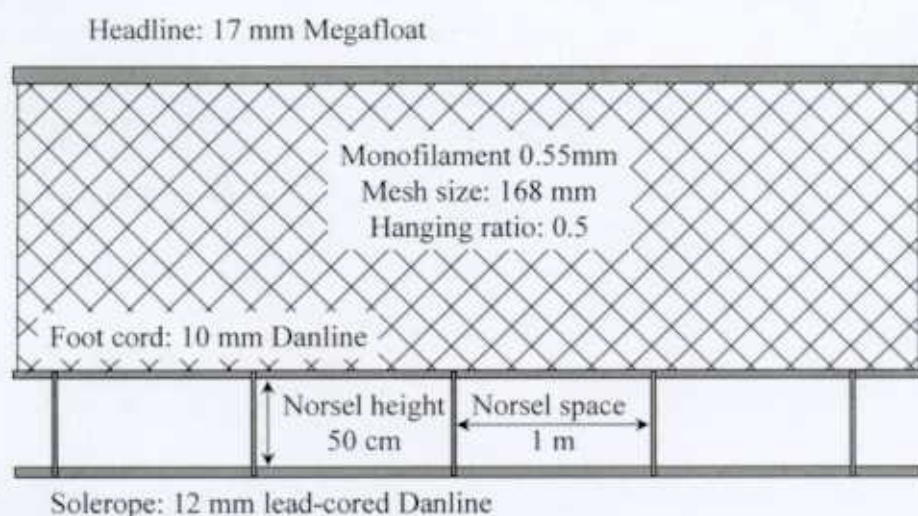 Headline: 17 mm Megafloat
Monofilament 0.55mm
Mesh size: 168 mm
Hanging ratio: 0.5
Foot cord: 10 mm Danline
Norsel height
50 cm
Norsel space
1 m
Solerope: 12 mm lead-cored Danline